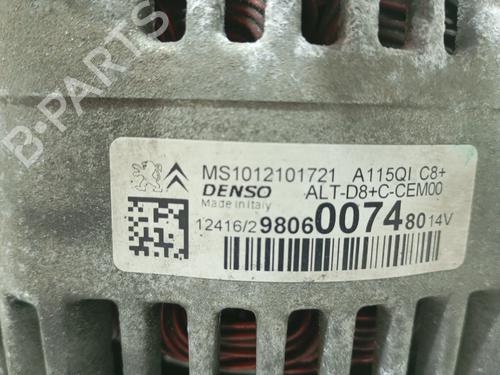 B-PARTS
MS1012101721 A115QI C8+
DENSO ALT-D8+C-CEM00
Made in Italy
12416/2 9806007480 14V